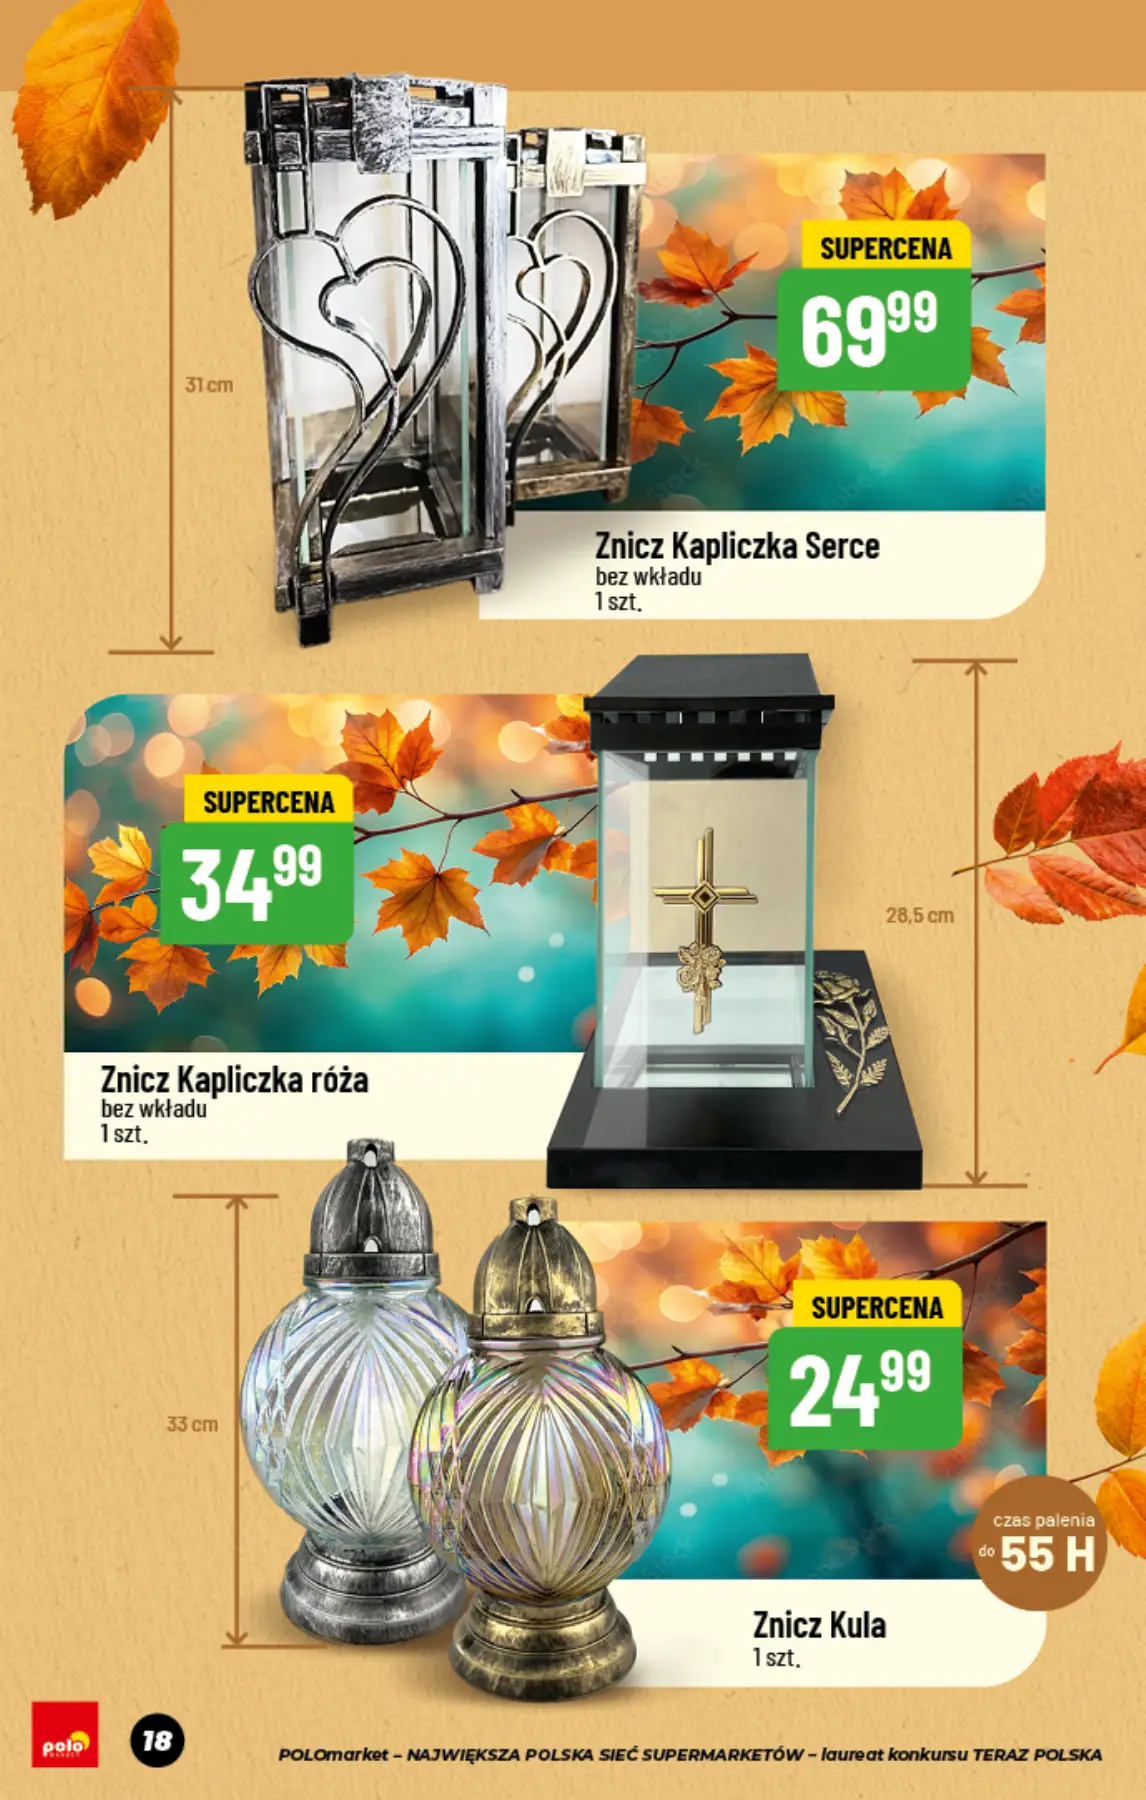 SUPERCENA
69 99
31 cm
Znicz Kapliczka Serce
bez wkładu
1 szt.
SUPERCENA
34 99
28,5 cm
Znicz Kapliczka róża
bez wkładu
1 szt.
SUPERCENA
24 99
33 cm
czas palenia
do 55 H
Znicz Kula
1 szt.
polo
18
POLOmarket – NAJWIĘKSZA POLSKA SIEĆ SUPERMARKETÓW – laureat konkursu TERAZ POLSKA